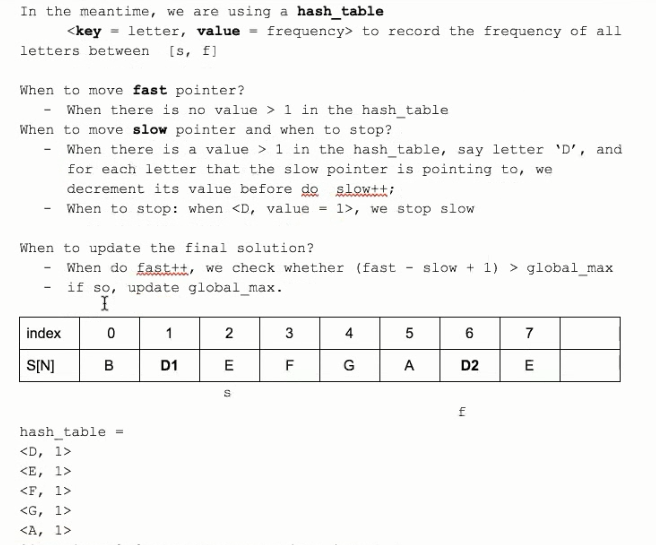 In the meantime, we are using a hash_table
<key = letter, value = frequency> to record the frequency of all
letters between [s, f]
When to move fast pointer?
- When there is no value > 1 in the hash_table
When to move slow pointer and when to stop?
- When there is a value > 1 in the hash_table, say letter ‘D’, and
for each letter that the slow pointer is pointing to, we
decrement its value before do slow++;
- When to stop: when <D, value = 1>, we stop slow
When to update the final solution?
- When do fast++, we check whether (fast - slow + 1) > global_max
- if so, update global_max.
index 0 1 2 3 4 5 6 7
S[N] B D1 E F G A D2 E
s
f
hash_table =
<D, 1>
<E, 1>
<F, 1>
<G, 1>
<A, 1>